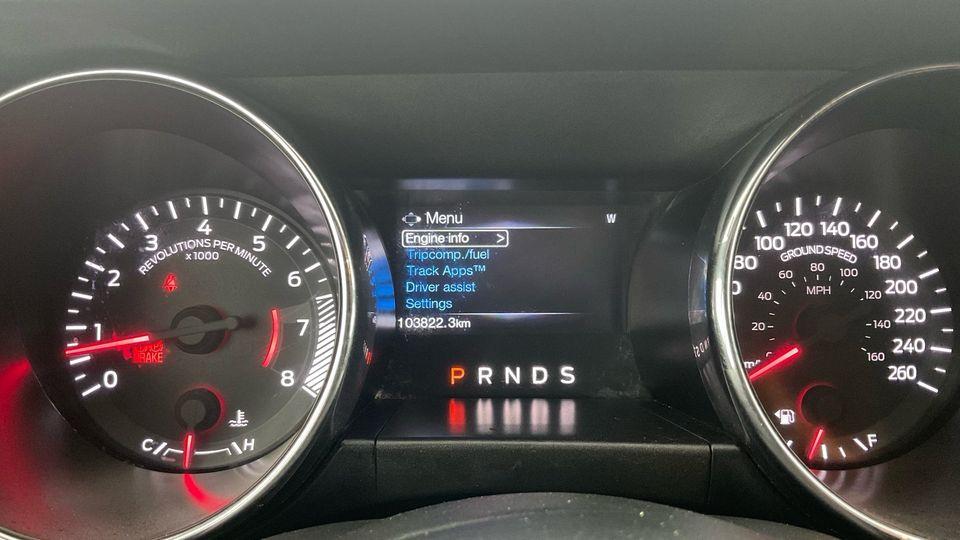 Menu
W
Engine info >
Tripcomp./fuel
Track Apps™
Driver assist
Settings
103822.3km
P R N D S
0 1 2 3 4 5 6 7 8
REVOLUTIONS PER MINUTE
x 1000
BRAKE
C H
80 100 120 140 160 180 200 220 240 260
GROUND SPEED
MPH
20 40 60 80 100 120 140 160
F